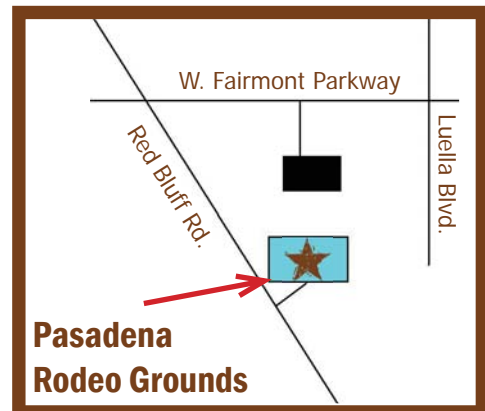 W. Fairmont Parkway
Red Bluff Rd.
Luella Blvd.
Pasadena
Rodeo Grounds